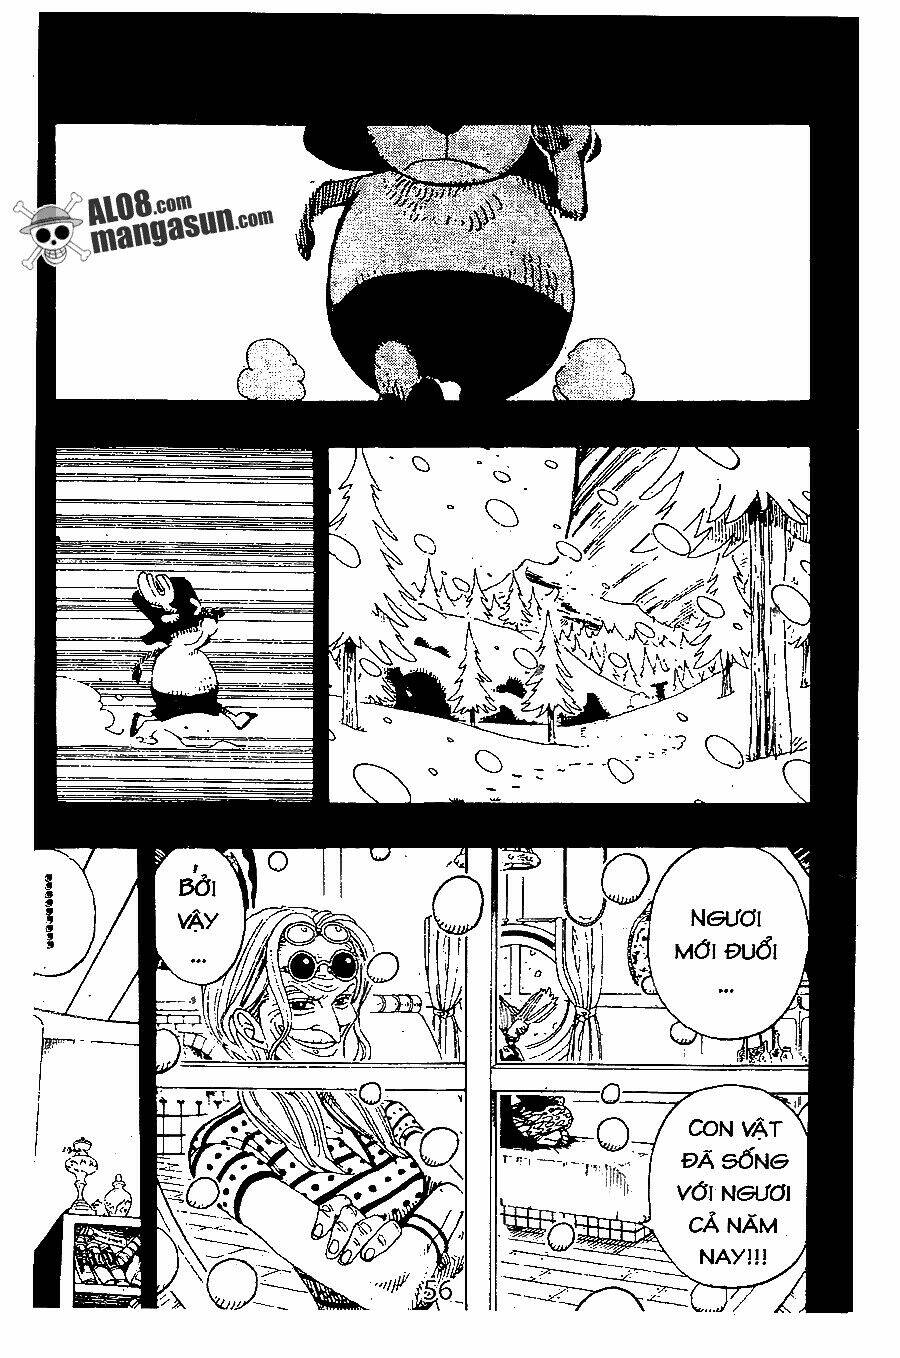 AL08.com
mangasun.com
BỞI
VẬY
...
NGƯƠI
MỚI ĐUỔI
...
CON VẬT
ĐÃ SỐNG
VỚI NGƯƠI
CẢ NĂM
NAY!!!
56